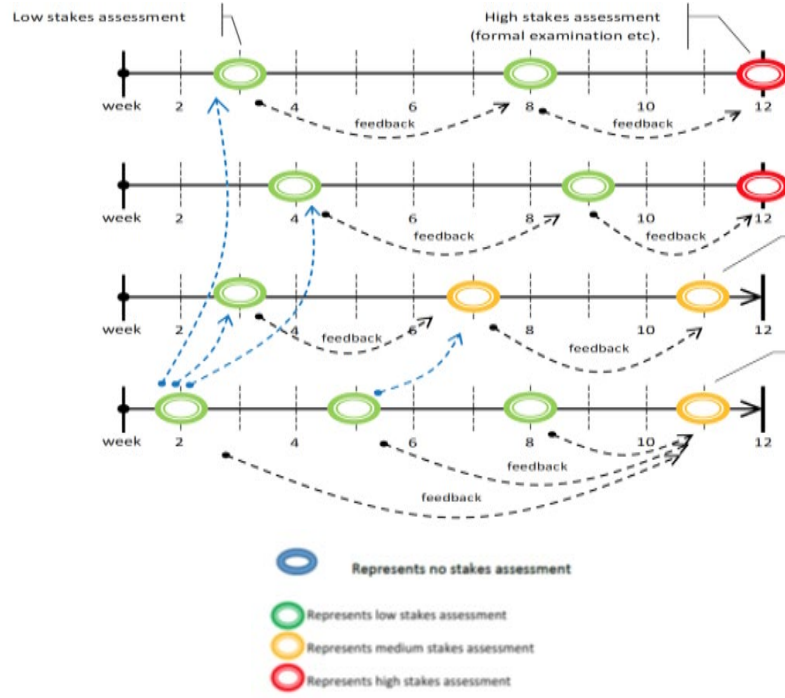 Low stakes assessment
High stakes assessment
(formal examination etc).
week 2 4 6 8 10 12
feedback feedback
week 2 4 6 8 10 12
feedback feedback
week 2 4 6 8 10 12
feedback feedback
week 2 4 6 8 10 12
feedback
feedback
Represents no stakes assessment
Represents low stakes assessment
Represents medium stakes assessment
Represents high stakes assessment